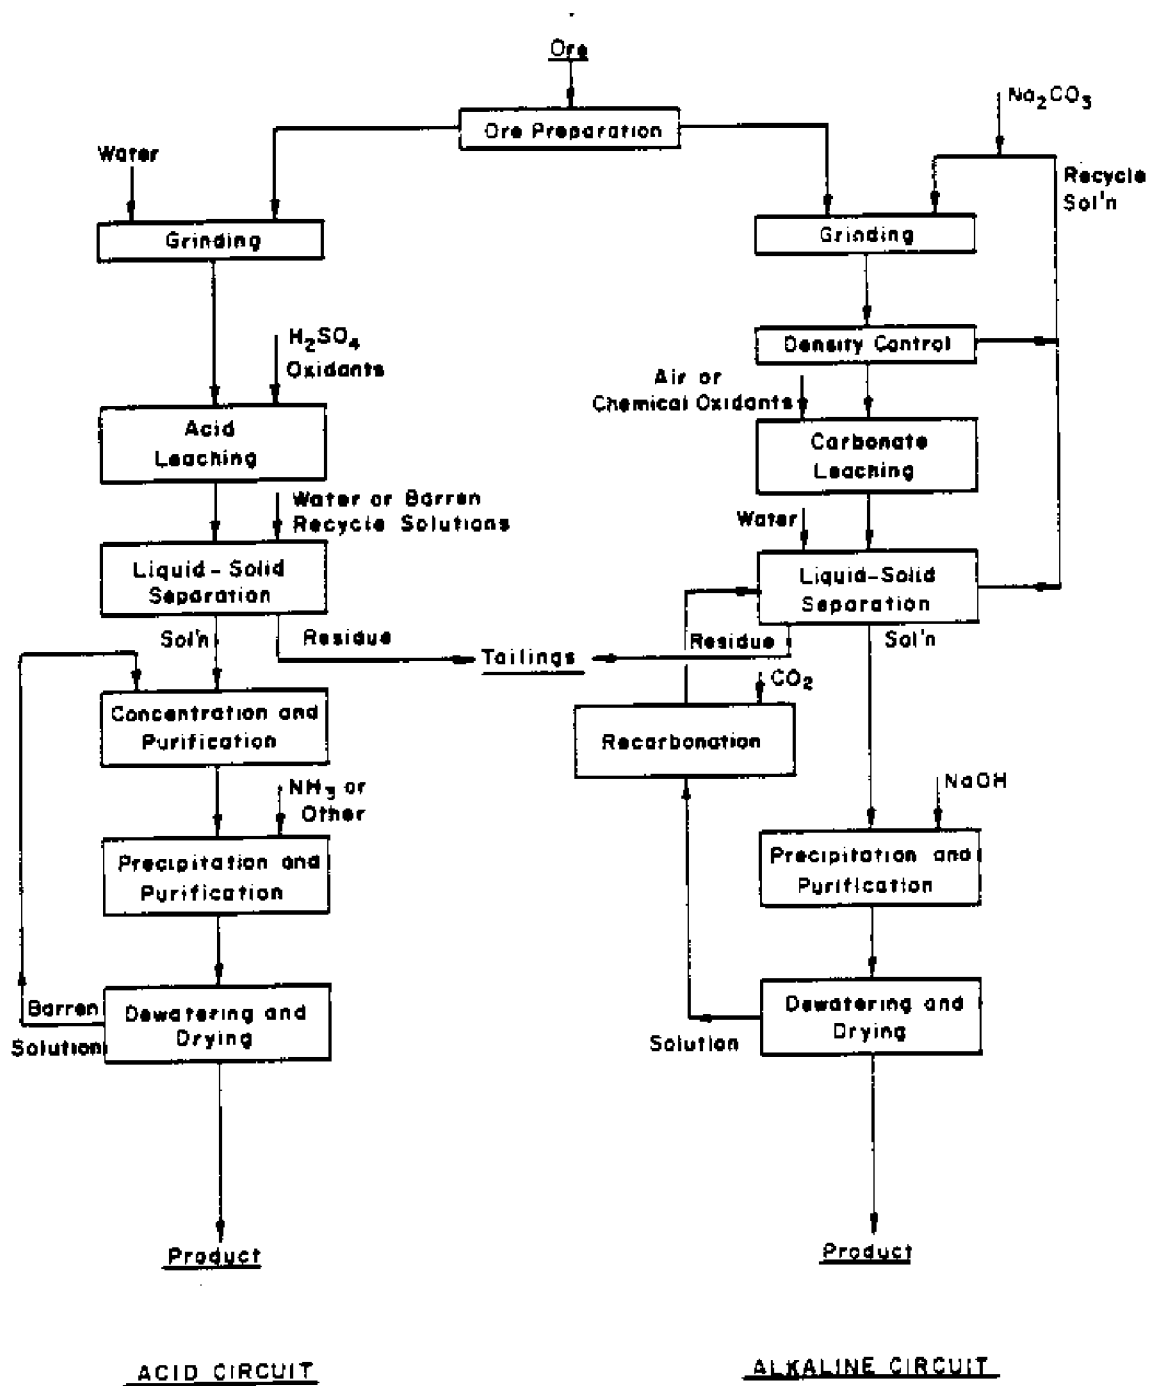 Ore
Ore Preparation
Na2CO3
Water
Recycle
Sol'n
Grinding
Grinding
H2SO4
Oxidants
Density Control
Air or
Chemical Oxidants
Acid
Leaching
Carbonate
Leaching
Water or Barren
Recycle Solutions
Water
Liquid-Solid
Separation
Liquid-Solid
Separation
Sol'n
Residue
Tailings
Residue
Sol'n
CO2
Concentration and
Purification
Recarbonation
NH3 or
Other
NaOH
Precipitation and
Purification
Precipitation and
Purification
Barren
Solution
Dewatering and
Drying
Dewatering and
Drying
Solution
Product
Product
ACID CIRCUIT
ALKALINE CIRCUIT